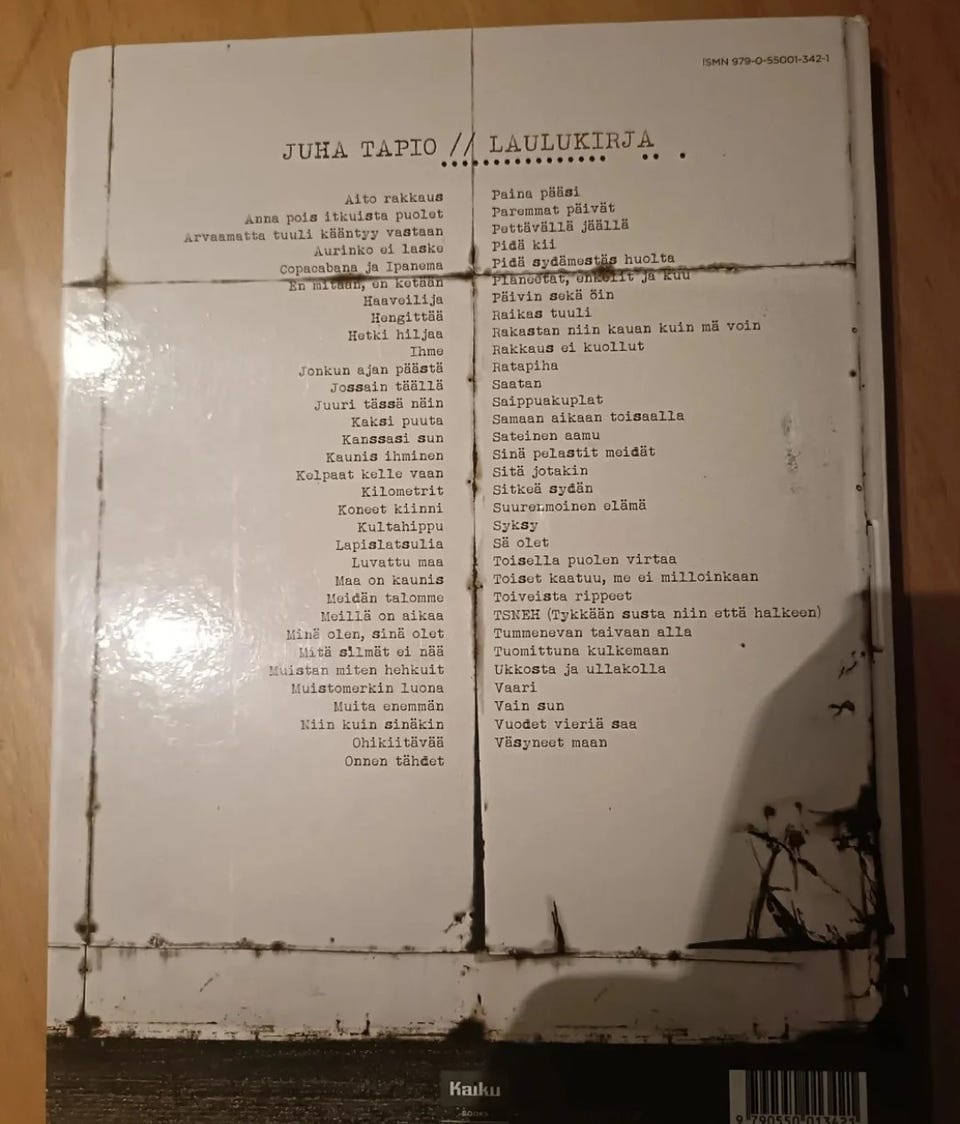 ISMN 979-0-55001-342-1
JUHA TAPIO // LAULUKIRJA
Aito rakkaus
Anna pois itkuista puolet
Arvaamatta tuuli kääntyy vastaan
Aurinko ei laske
Copacabana ja Ipanema
En mitään, en ketään
Haaveilija
Hengittää
Hetki hiljaa
Ihme
Jonkun ajan päästä
Jossain täällä
Juuri tässä näin
Kaksi puuta
Kanssasi sun
Kaunis ihminen
Kelpaat kelle vaan
Kilometrit
Koneet kiinni
Kultahippu
Lapislatsulia
Luvattu maa
Maa on kaunis
Meidän talomme
Meillä on aikaa
Minä olen, sinä olet
Mitä silmät ei nää
Muistan miten hehkuit
Muistomerkin luona
Muita enemmän
Niin kuin sinäkin
Ohikiitävää
Onnen tähdet
Paina pääsi
Paremmat päivät
Pettävällä jäällä
Pidä kii
Pidä sydämestäs huolta
Planeetat, enkelit ja kuu
Päivin sekä öin
Raikas tuuli
Rakastan niin kauan kuin mä voin
Rakkaus ei kuollut
Ratapiha
Saatan
Saippuakuplat
Samaan aikaan toisaalla
Sateinen aamu
Sinä pelastit meidät
Sitä jotakin
Sitkeä sydän
Suurenmoinen elämä
Syksy
Sä olet
Toisella puolen virtaa
Toiset kaatuu, me ei milloinkaan
Toiveista rippeet
TSNEH (Tykkään susta niin että halkeen)
Tummenevan taivaan alla
Tuomittuna kulkemaan
Ukkosta ja ullakolla
Vaari
Vain sun
Vuodet vieriä saa
Väsyneet maan
Kaiku
BOOKS
9 790550 013421